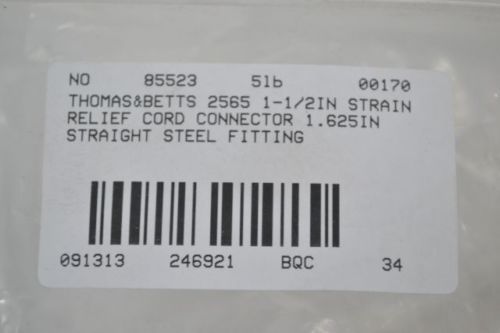 NO 85523 5lb 00170
THOMAS&BETTS 2565 1-1/2IN STRAIN
RELIEF CORD CONNECTOR 1.625IN
STRAIGHT STEEL FITTING
091313 246921 BQC 34